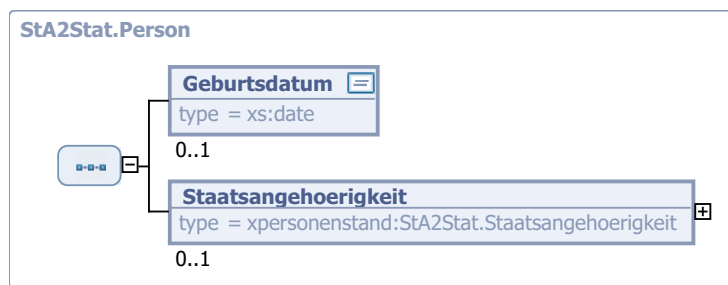 StA2Stat.Person
Geburtsdatum
type = xs:date
0..1
Staatsangehoerigkeit
type = xpersonenstand:StA2Stat.Staatsangehoerigkeit
0..1